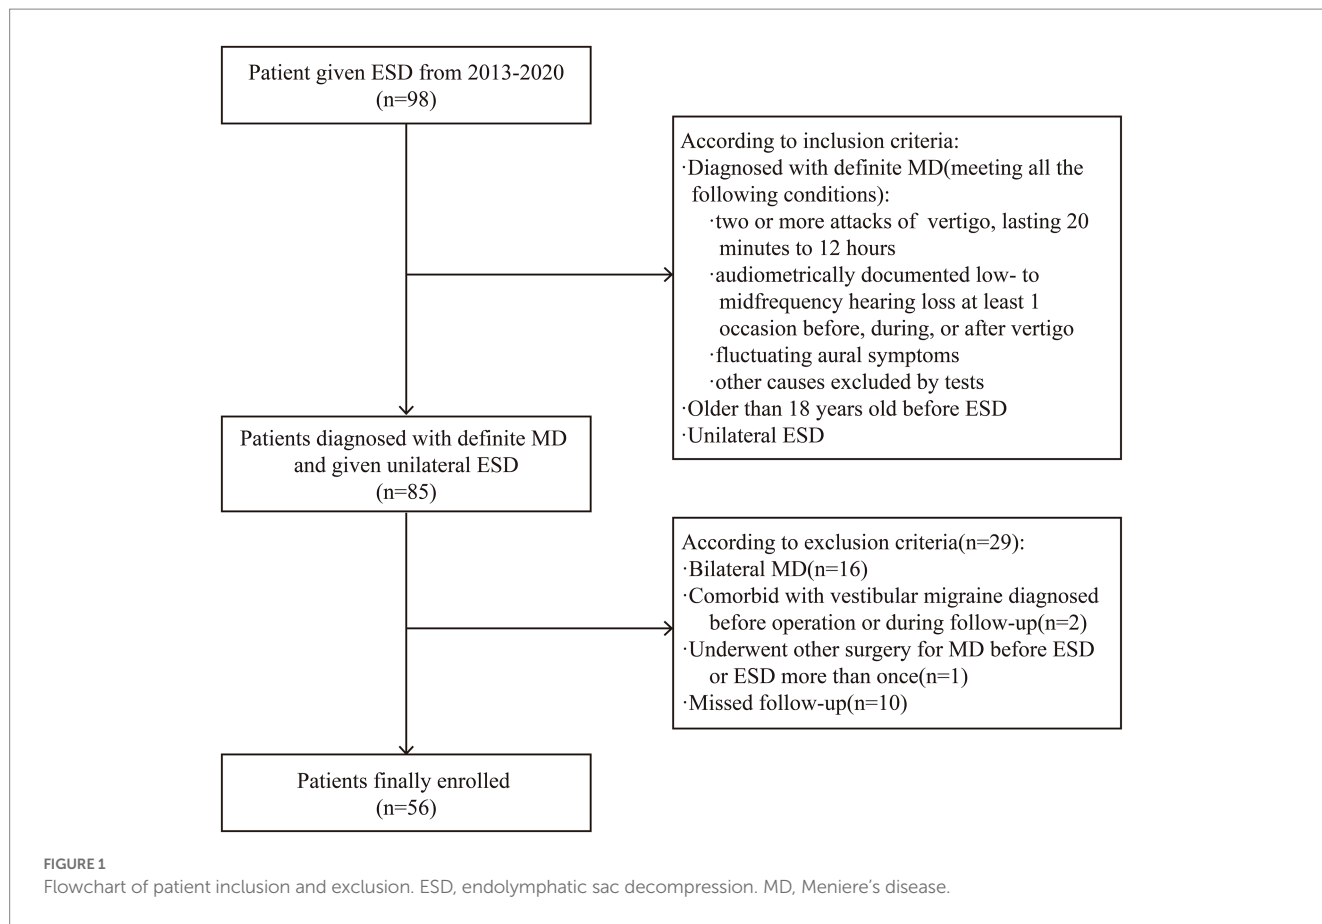 Patient given ESD from 2013-2020
(n=98)
According to inclusion criteria:
·Diagnosed with definite MD(meeting all the
following conditions):
·two or more attacks of vertigo, lasting 20
minutes to 12 hours
·audiometrically documented low- to
midfrequency hearing loss at least 1
occasion before, during, or after vertigo
·fluctuating aural symptoms
·other causes excluded by tests
·Older than 18 years old before ESD
·Unilateral ESD
Patients diagnosed with definite MD
and given unilateral ESD
(n=85)
According to exclusion criteria(n=29):
·Bilateral MD(n=16)
·Comorbid with vestibular migraine diagnosed
before operation or during follow-up(n=2)
·Underwent other surgery for MD before ESD
or ESD more than once(n=1)
·Missed follow-up(n=10)
Patients finally enrolled
(n=56)
FIGURE 1
Flowchart of patient inclusion and exclusion. ESD, endolymphatic sac decompression. MD, Meniere’s disease.